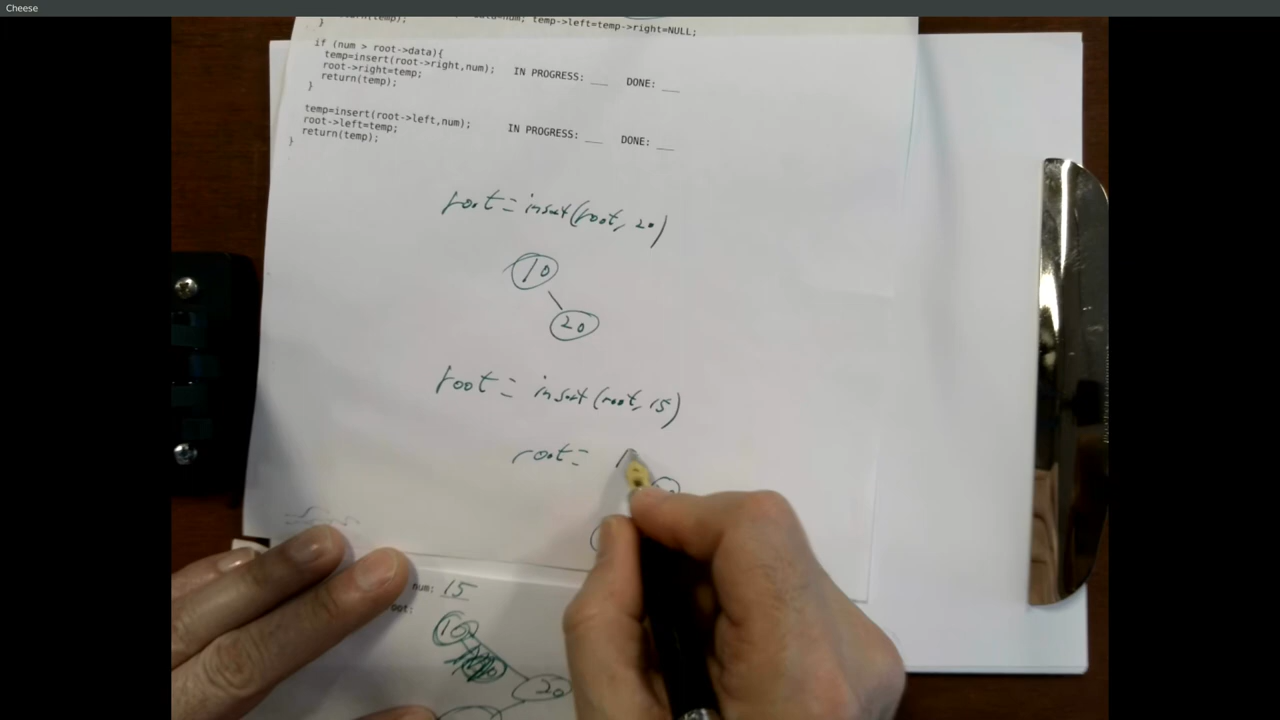 Cheese
temp->left=temp->right=NULL;
}
if (num > root->data){
temp=insert(root->right,num); IN PROGRESS: ___ DONE: ___
root->right=temp;
return(temp);
}
temp=insert(root->left,num); IN PROGRESS: ___ DONE: ___
root->left=temp;
return(temp);
}
root = insert(root, 20)
10
20
root = insert(root, 15)
root =
num: 15
10
20